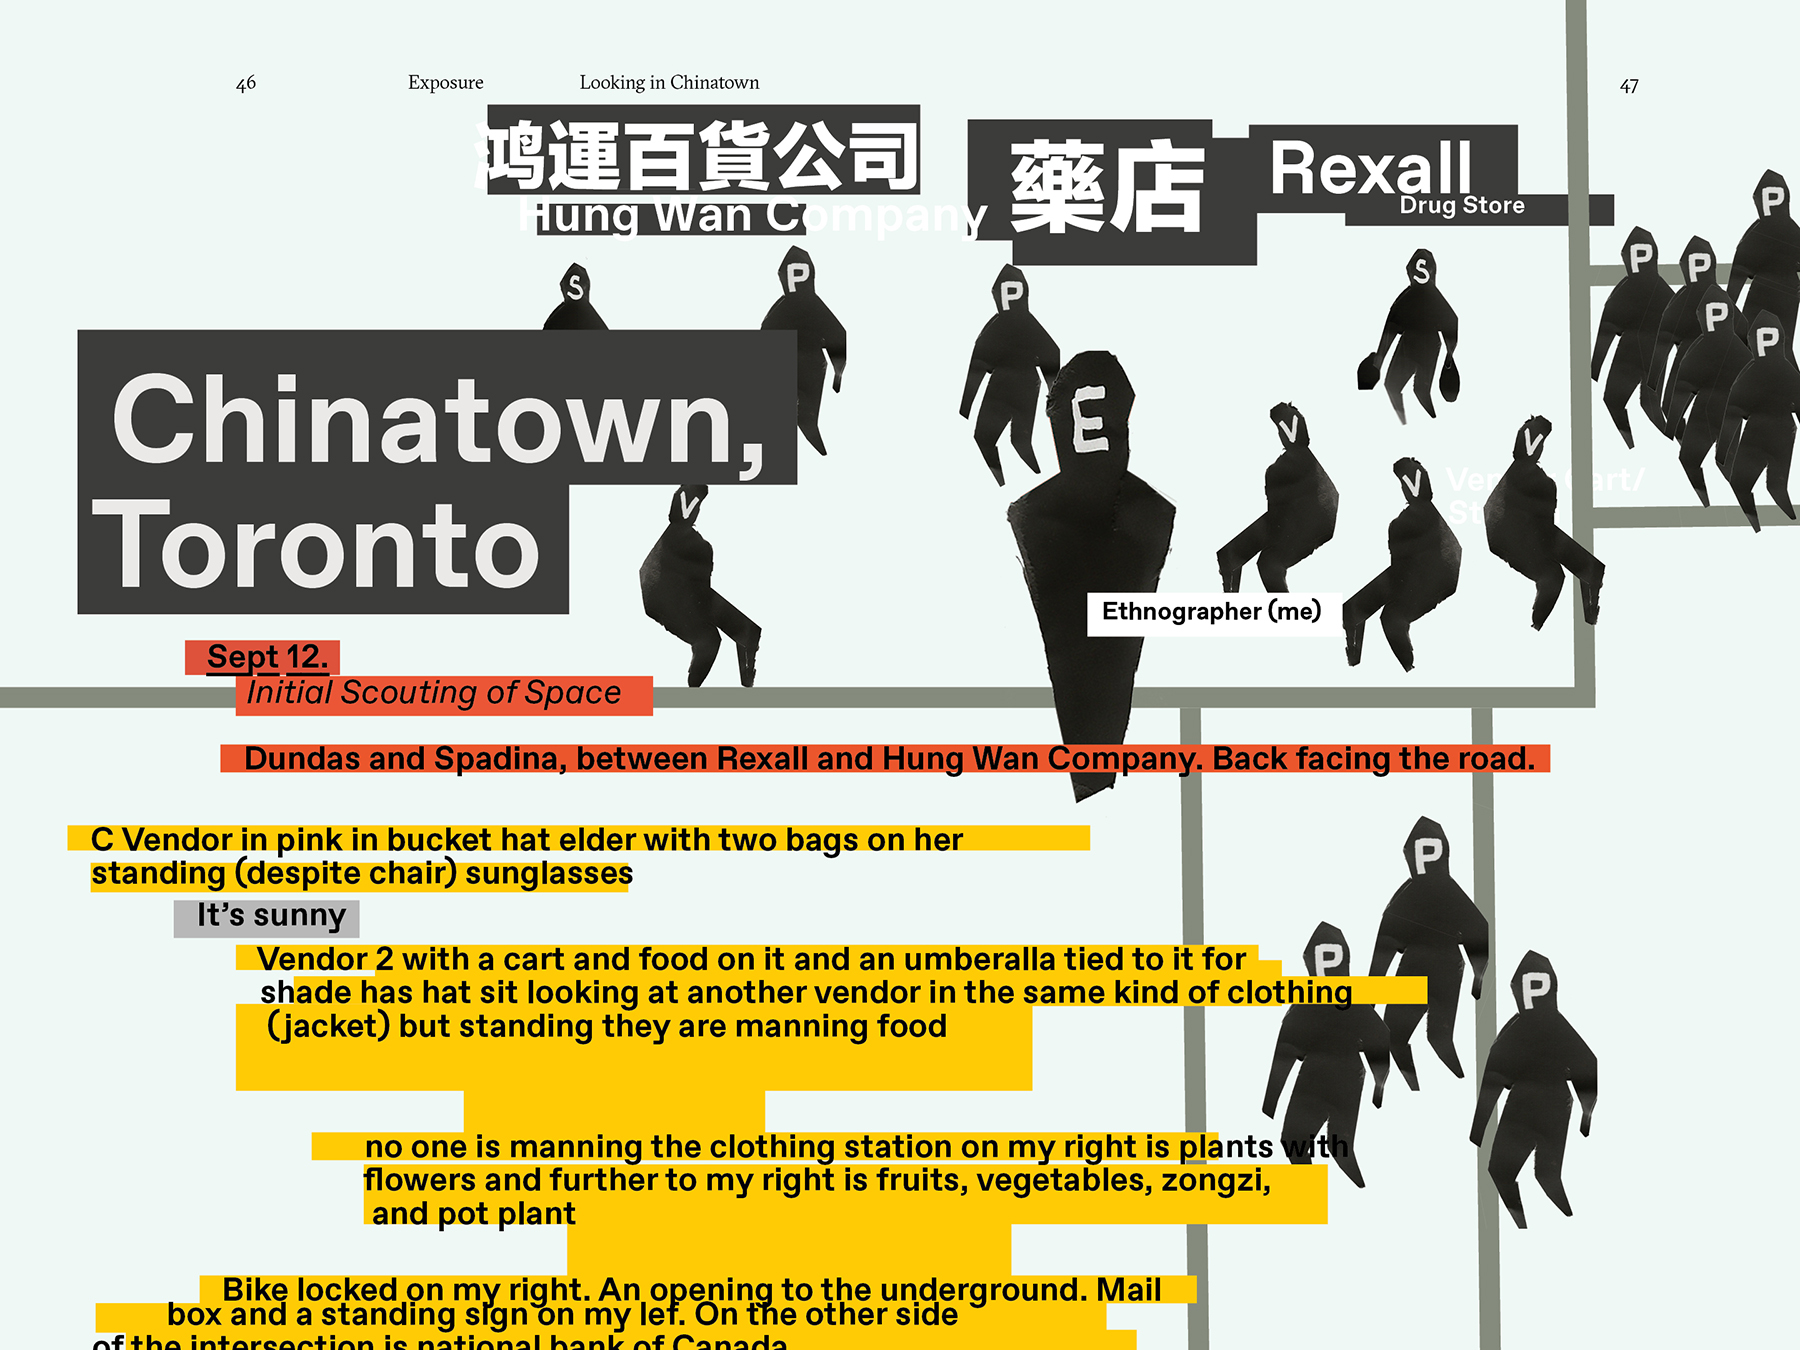 46 Exposure Looking in Chinatown 47
鸿運百貨公司
Hung Wan Company
藥店
Rexall
Drug Store
S
P
P
S
P
P
P
P
P
Chinatown,
Toronto
E
V
V
V
V
Ethnographer (me)
Sept 12.
Initial Scouting of Space
Dundas and Spadina, between Rexall and Hung Wan Company. Back facing the road.
C Vendor in pink in bucket hat elder with two bags on her
standing (despite chair) sunglasses
It's sunny
Vendor 2 with a cart and food on it and an umberalla tied to it for
shade has hat sit looking at another vendor in the same kind of clothing
(jacket) but standing they are manning food
P
P
P
no one is manning the clothing station on my right is plants with
flowers and further to my right is fruits, vegetables, zongzi,
and pot plant
Bike locked on my right. An opening to the underground. Mail
box and a standing sign on my lef. On the other side
of the intersection is national bank of Canada